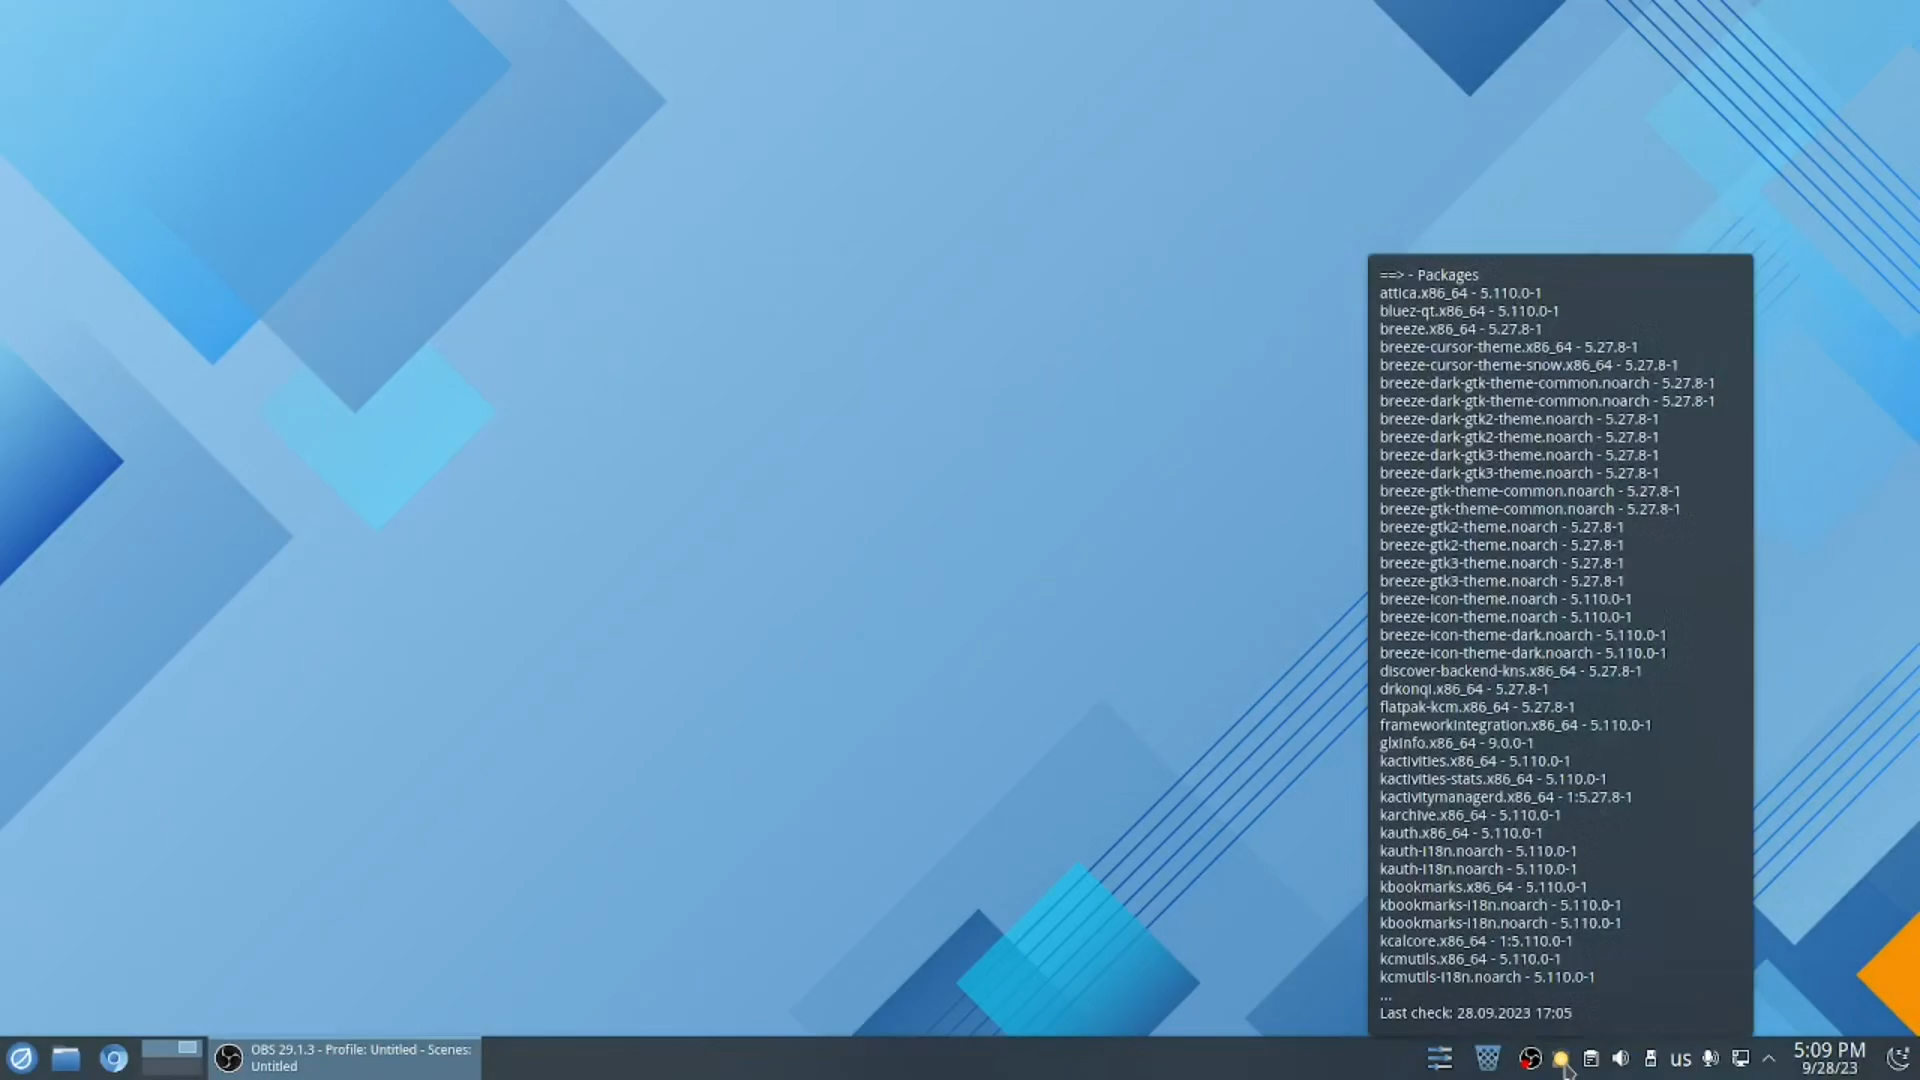 ==> - Packages
attica.x86_64 - 5.110.0-1
bluez-qt.x86_64 - 5.110.0-1
breeze.x86_64 - 5.27.8-1
breeze-cursor-theme.x86_64 - 5.27.8-1
breeze-cursor-theme-snow.x86_64 - 5.27.8-1
breeze-dark-gtk-theme-common.noarch - 5.27.8-1
breeze-dark-gtk-theme-common.noarch - 5.27.8-1
breeze-dark-gtk2-theme.noarch - 5.27.8-1
breeze-dark-gtk2-theme.noarch - 5.27.8-1
breeze-dark-gtk3-theme.noarch - 5.27.8-1
breeze-dark-gtk3-theme.noarch - 5.27.8-1
breeze-gtk-theme-common.noarch - 5.27.8-1
breeze-gtk-theme-common.noarch - 5.27.8-1
breeze-gtk2-theme.noarch - 5.27.8-1
breeze-gtk2-theme.noarch - 5.27.8-1
breeze-gtk3-theme.noarch - 5.27.8-1
breeze-gtk3-theme.noarch - 5.27.8-1
breeze-icon-theme.noarch - 5.110.0-1
breeze-icon-theme.noarch - 5.110.0-1
breeze-icon-theme-dark.noarch - 5.110.0-1
breeze-icon-theme-dark.noarch - 5.110.0-1
discover-backend-kns.x86_64 - 5.27.8-1
drkonqi.x86_64 - 5.27.8-1
flatpak-kcm.x86_64 - 5.27.8-1
frameworkintegration.x86_64 - 5.110.0-1
glxinfo.x86_64 - 9.0.0-1
kactivities.x86_64 - 5.110.0-1
kactivities-stats.x86_64 - 5.110.0-1
kactivitymanagerd.x86_64 - 1:5.27.8-1
karchive.x86_64 - 5.110.0-1
kauth.x86_64 - 5.110.0-1
kauth-i18n.noarch - 5.110.0-1
kauth-i18n.noarch - 5.110.0-1
kbookmarks.x86_64 - 5.110.0-1
kbookmarks-i18n.noarch - 5.110.0-1
kbookmarks-i18n.noarch - 5.110.0-1
kcalcore.x86_64 - 1:5.110.0-1
kcmutils.x86_64 - 5.110.0-1
kcmutils-i18n.noarch - 5.110.0-1
...
Last check: 28.09.2023 17:05
OBS 29.1.3 - Profile: Untitled - Scenes:
Untitled
us
5:09 PM
9/28/23